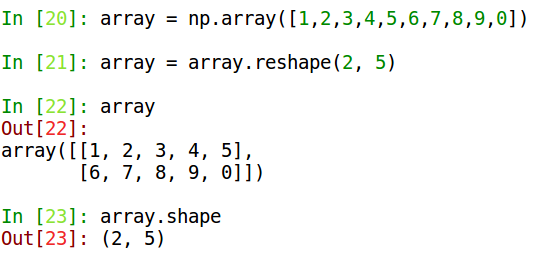 In [20]: array = np.array([1,2,3,4,5,6,7,8,9,0])
In [21]: array = array.reshape(2, 5)
In [22]: array
Out[22]:
array([[1, 2, 3, 4, 5],
       [6, 7, 8, 9, 0]])
In [23]: array.shape
Out[23]: (2, 5)